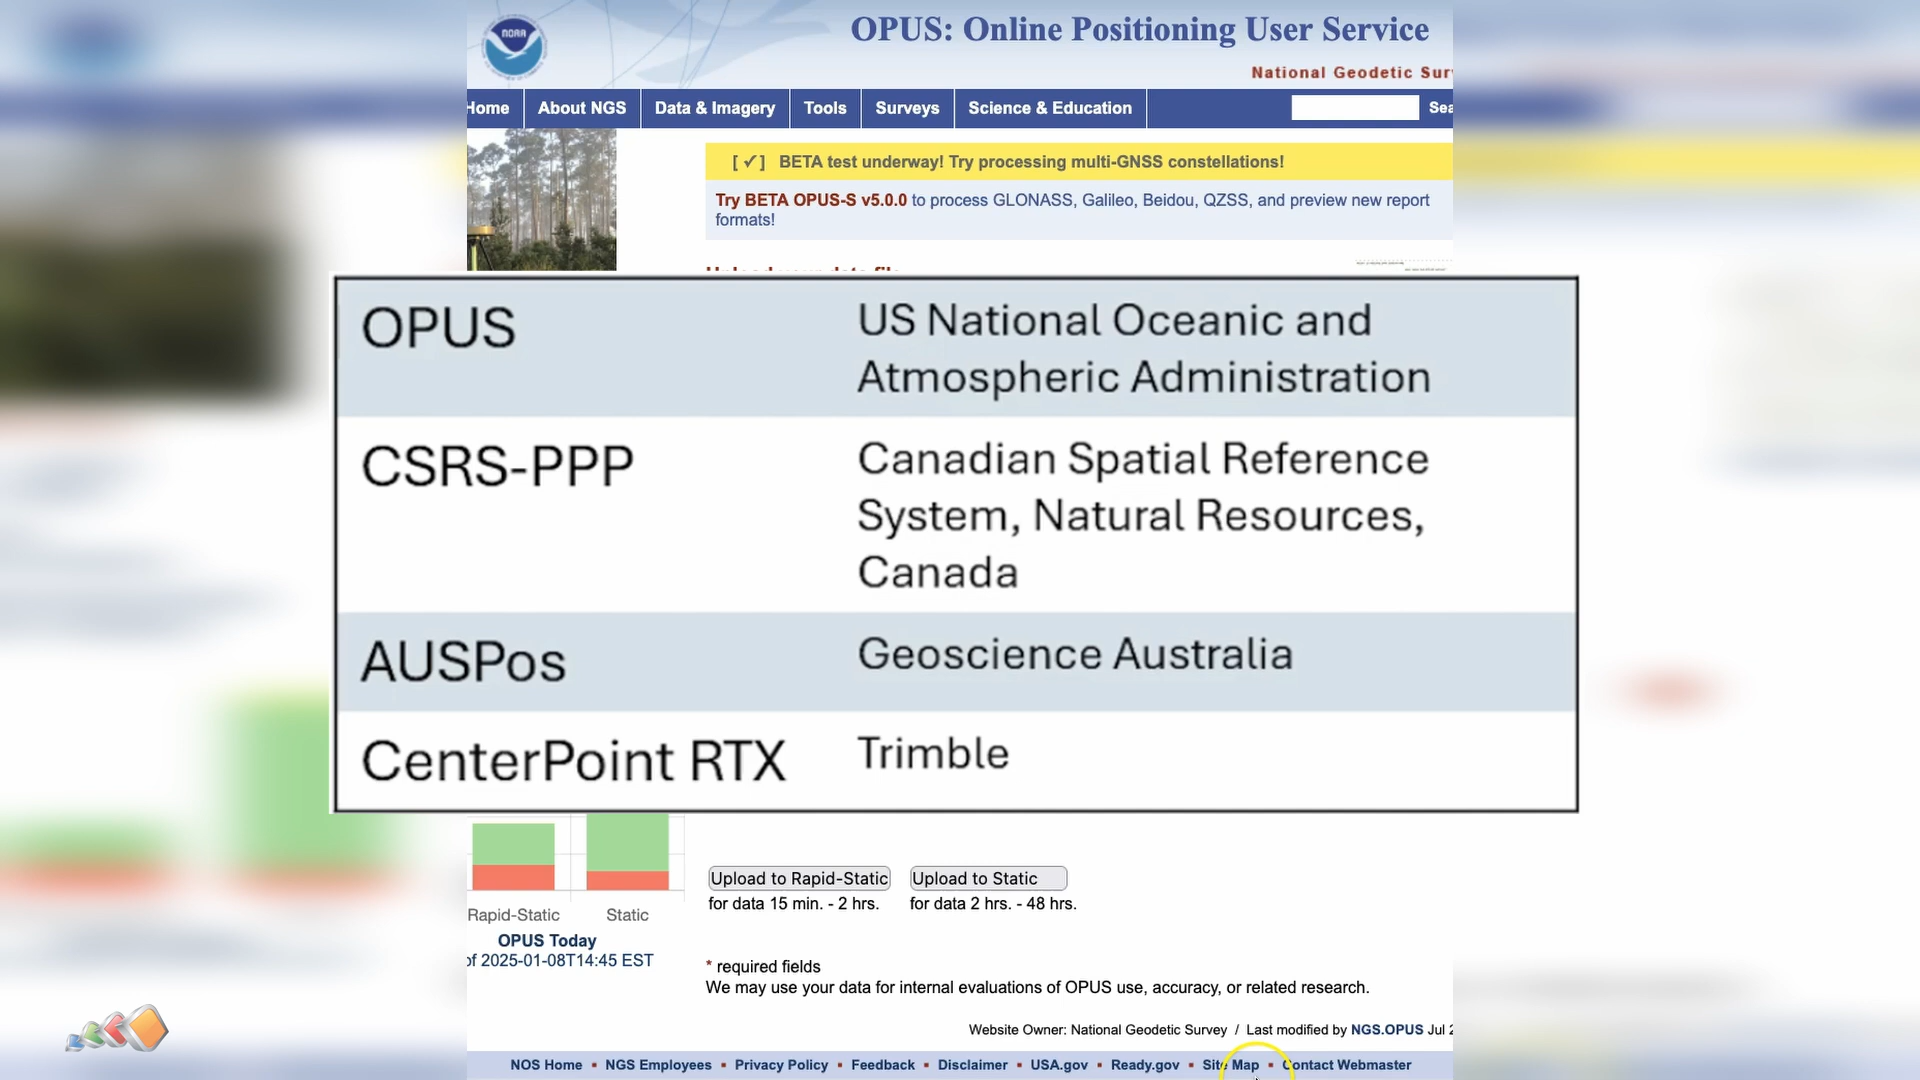 NOAA
OPUS: Online Positioning User Service
National Geodetic
Home
About NGS
Data & Imagery
Tools
Surveys
Science & Education
[ ✓ ] BETA test underway! Try processing multi-GNSS constellations!
Try BETA OPUS-S v5.0.0 to process GLONASS, Galileo, Beidou, QZSS, and preview new report
formats!
OPUS
US National Oceanic and
Atmospheric Administration
CSRS-PPP
Canadian Spatial Reference
System, Natural Resources,
Canada
AUSPos
Geoscience Australia
CenterPoint RTX
Trimble
Rapid-Static
Static
OPUS Today
of 2025-01-08T14:45 EST
Upload to Rapid-Static
Upload to Static
for data 15 min. - 2 hrs.
for data 2 hrs. - 48 hrs.
* required fields
We may use your data for internal evaluations of OPUS use, accuracy, or related research.
Website Owner: National Geodetic Survey / Last modified by NGS.OPUS Jul
NOS Home ▪ NGS Employees ▪ Privacy Policy ▪ Feedback ▪ Disclaimer ▪ USA.gov ▪ Ready.gov ▪ Site Map ▪ Contact Webmaster